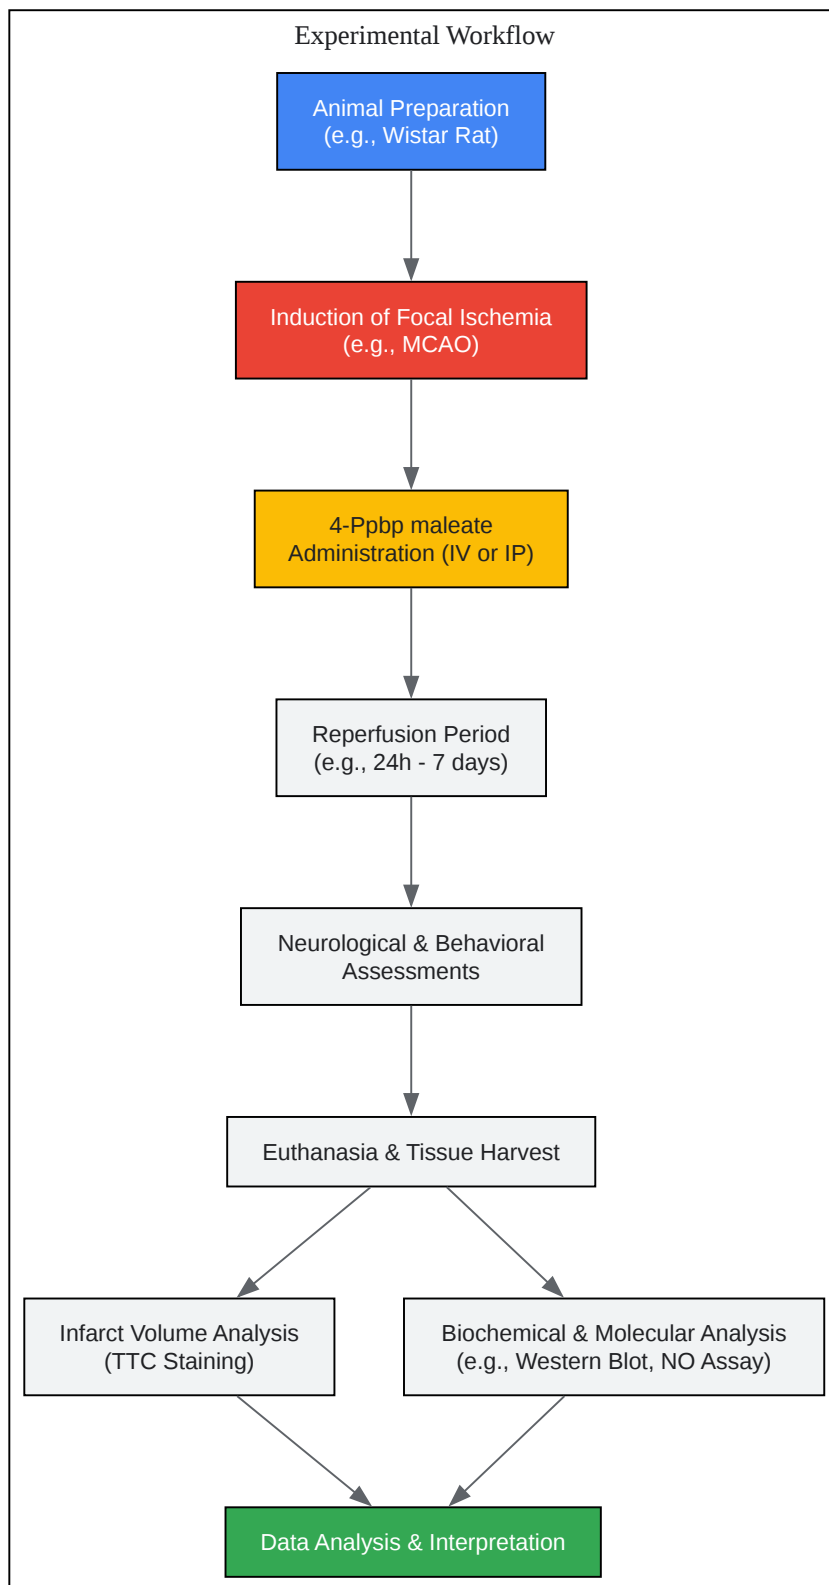 Experimental Workflow
Animal Preparation
(e.g., Wistar Rat)
Induction of Focal Ischemia
(e.g., MCAO)
4-Ppbp maleate
Administration (IV or IP)
Reperfusion Period
(e.g., 24h - 7 days)
Neurological & Behavioral
Assessments
Euthanasia & Tissue Harvest
Infarct Volume Analysis
(TTC Staining)
Biochemical & Molecular Analysis
(e.g., Western Blot, NO Assay)
Data Analysis & Interpretation